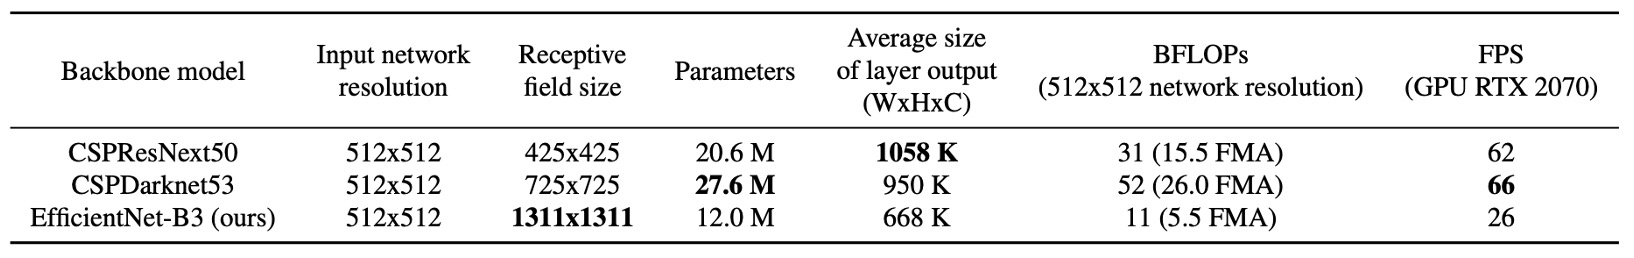 Backbone model Input network resolution Receptive field size Parameters Average size of layer output (WxHxC) BFLOPs (512x512 network resolution) FPS (GPU RTX 2070)
CSPResNext50 512x512 425x425 20.6 M 1058 K 31 (15.5 FMA) 62
CSPDarknet53 512x512 725x725 27.6 M 950 K 52 (26.0 FMA) 66
EfficientNet-B3 (ours) 512x512 1311x1311 12.0 M 668 K 11 (5.5 FMA) 26